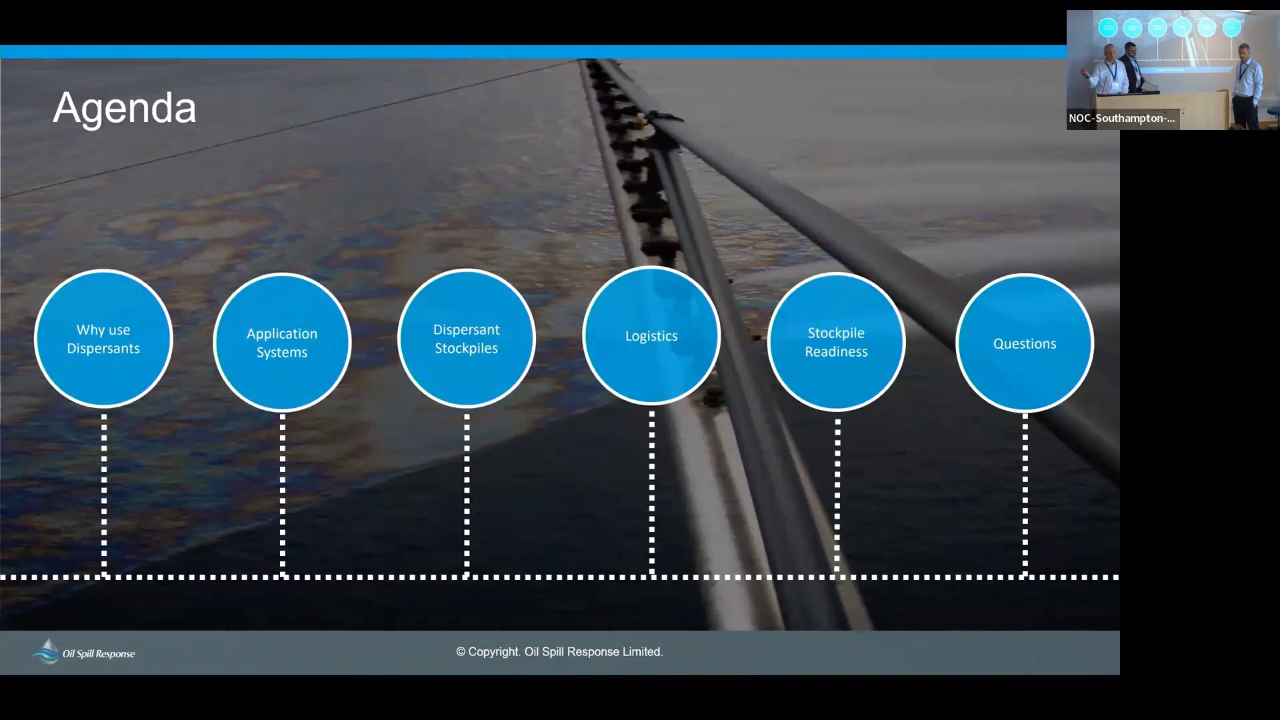 Agenda
NOC-Southampton-...
Why use
Dispersants
Application
Systems
Dispersant
Stockpiles
Logistics
Stockpile
Readiness
Questions
Oil Spill Response
© Copyright. Oil Spill Response Limited.